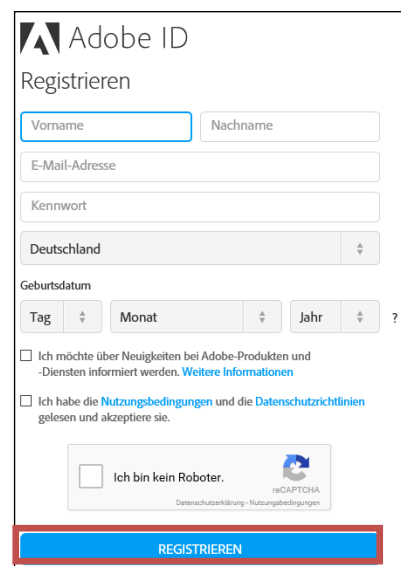 Adobe ID
Registrieren
Vorname Nachname
E-Mail-Adresse
Kennwort
Deutschland
Geburtsdatum
Tag Monat Jahr ?
Ich möchte über Neuigkeiten bei Adobe-Produkten und
-Diensten informiert werden. Weitere Informationen
Ich habe die Nutzungsbedingungen und die Datenschutzrichtlinien
gelesen und akzeptiere sie.
Ich bin kein Roboter.
reCAPTCHA
Datenschutzerklärung - Nutzungsbedingungen
REGISTRIEREN